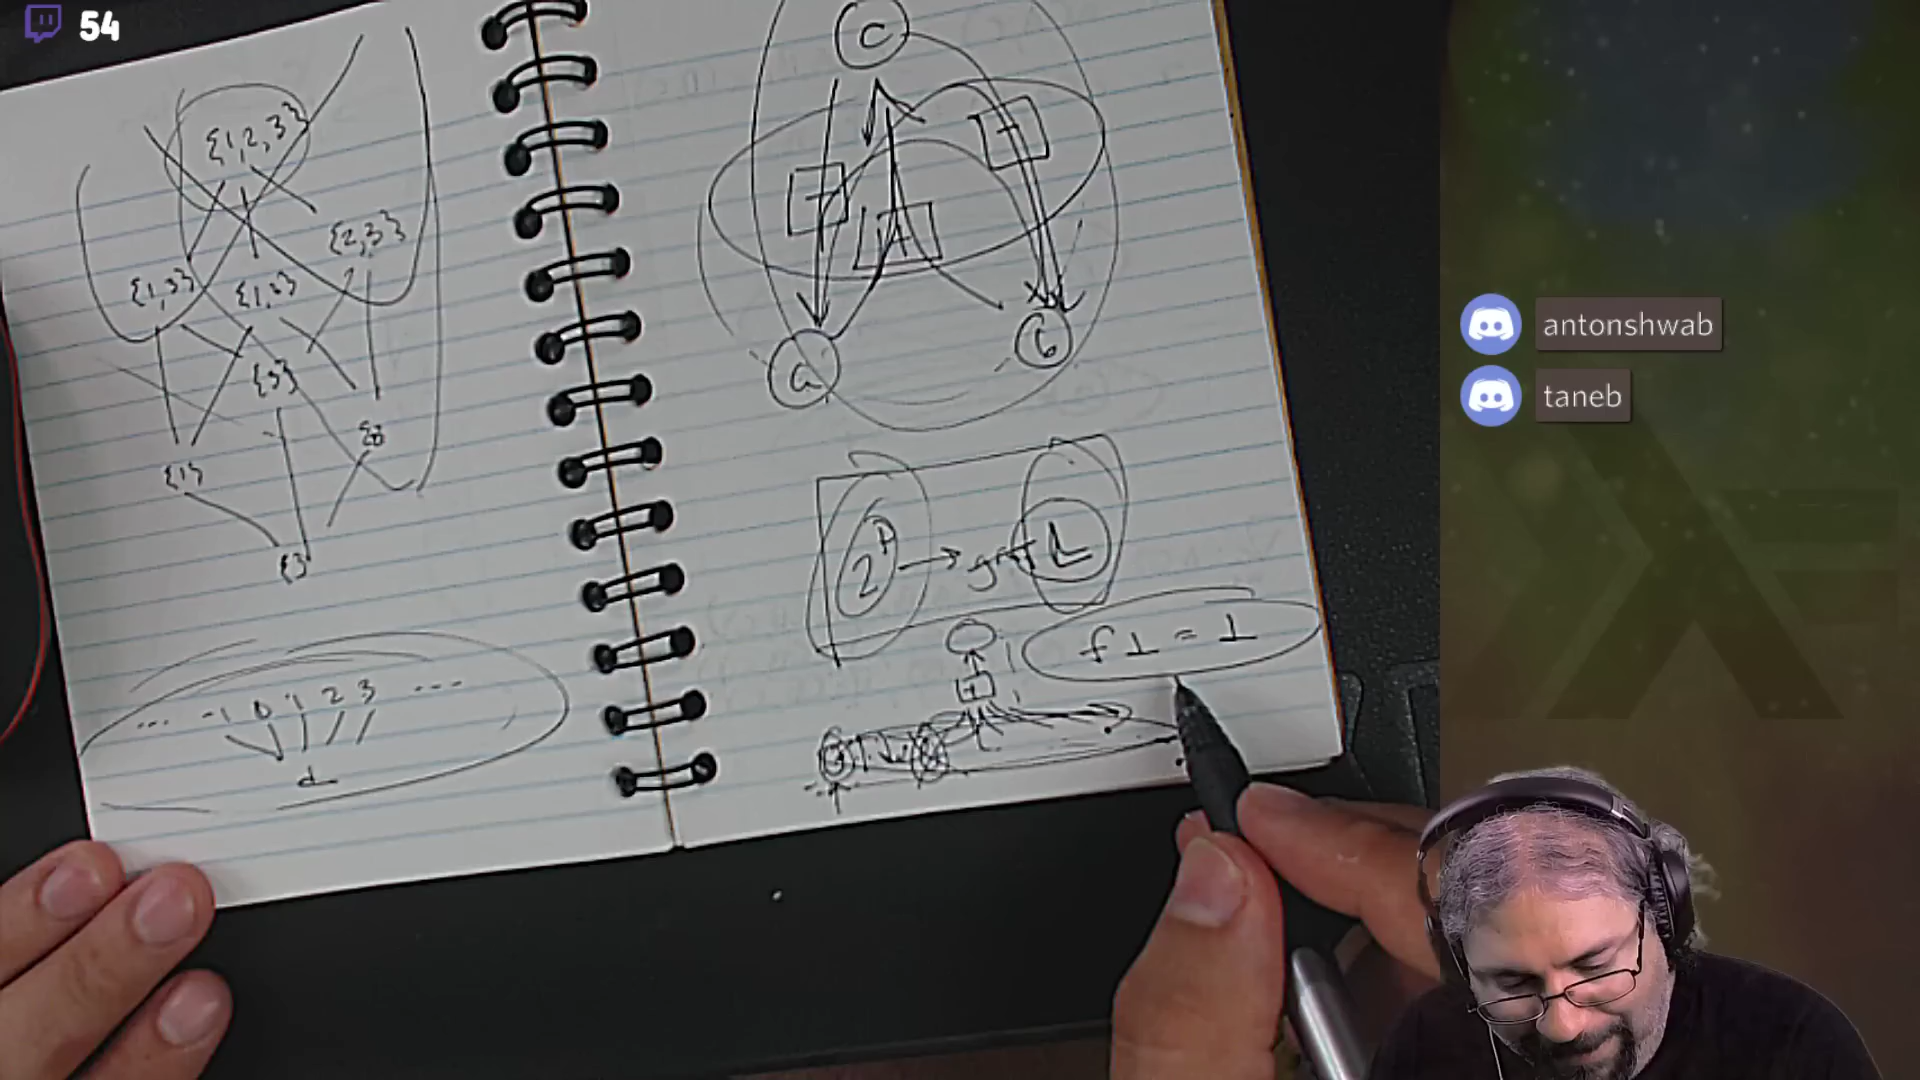 54
{1,2,3}
{2,3}
{1,3}
{1,2}
{3}
{1}
{}
... -1 0 1 2 3 ...
⊥
C
+
+
+
a
b
2^P → L
f⊥ = ⊥
+
antonshwab
taneb